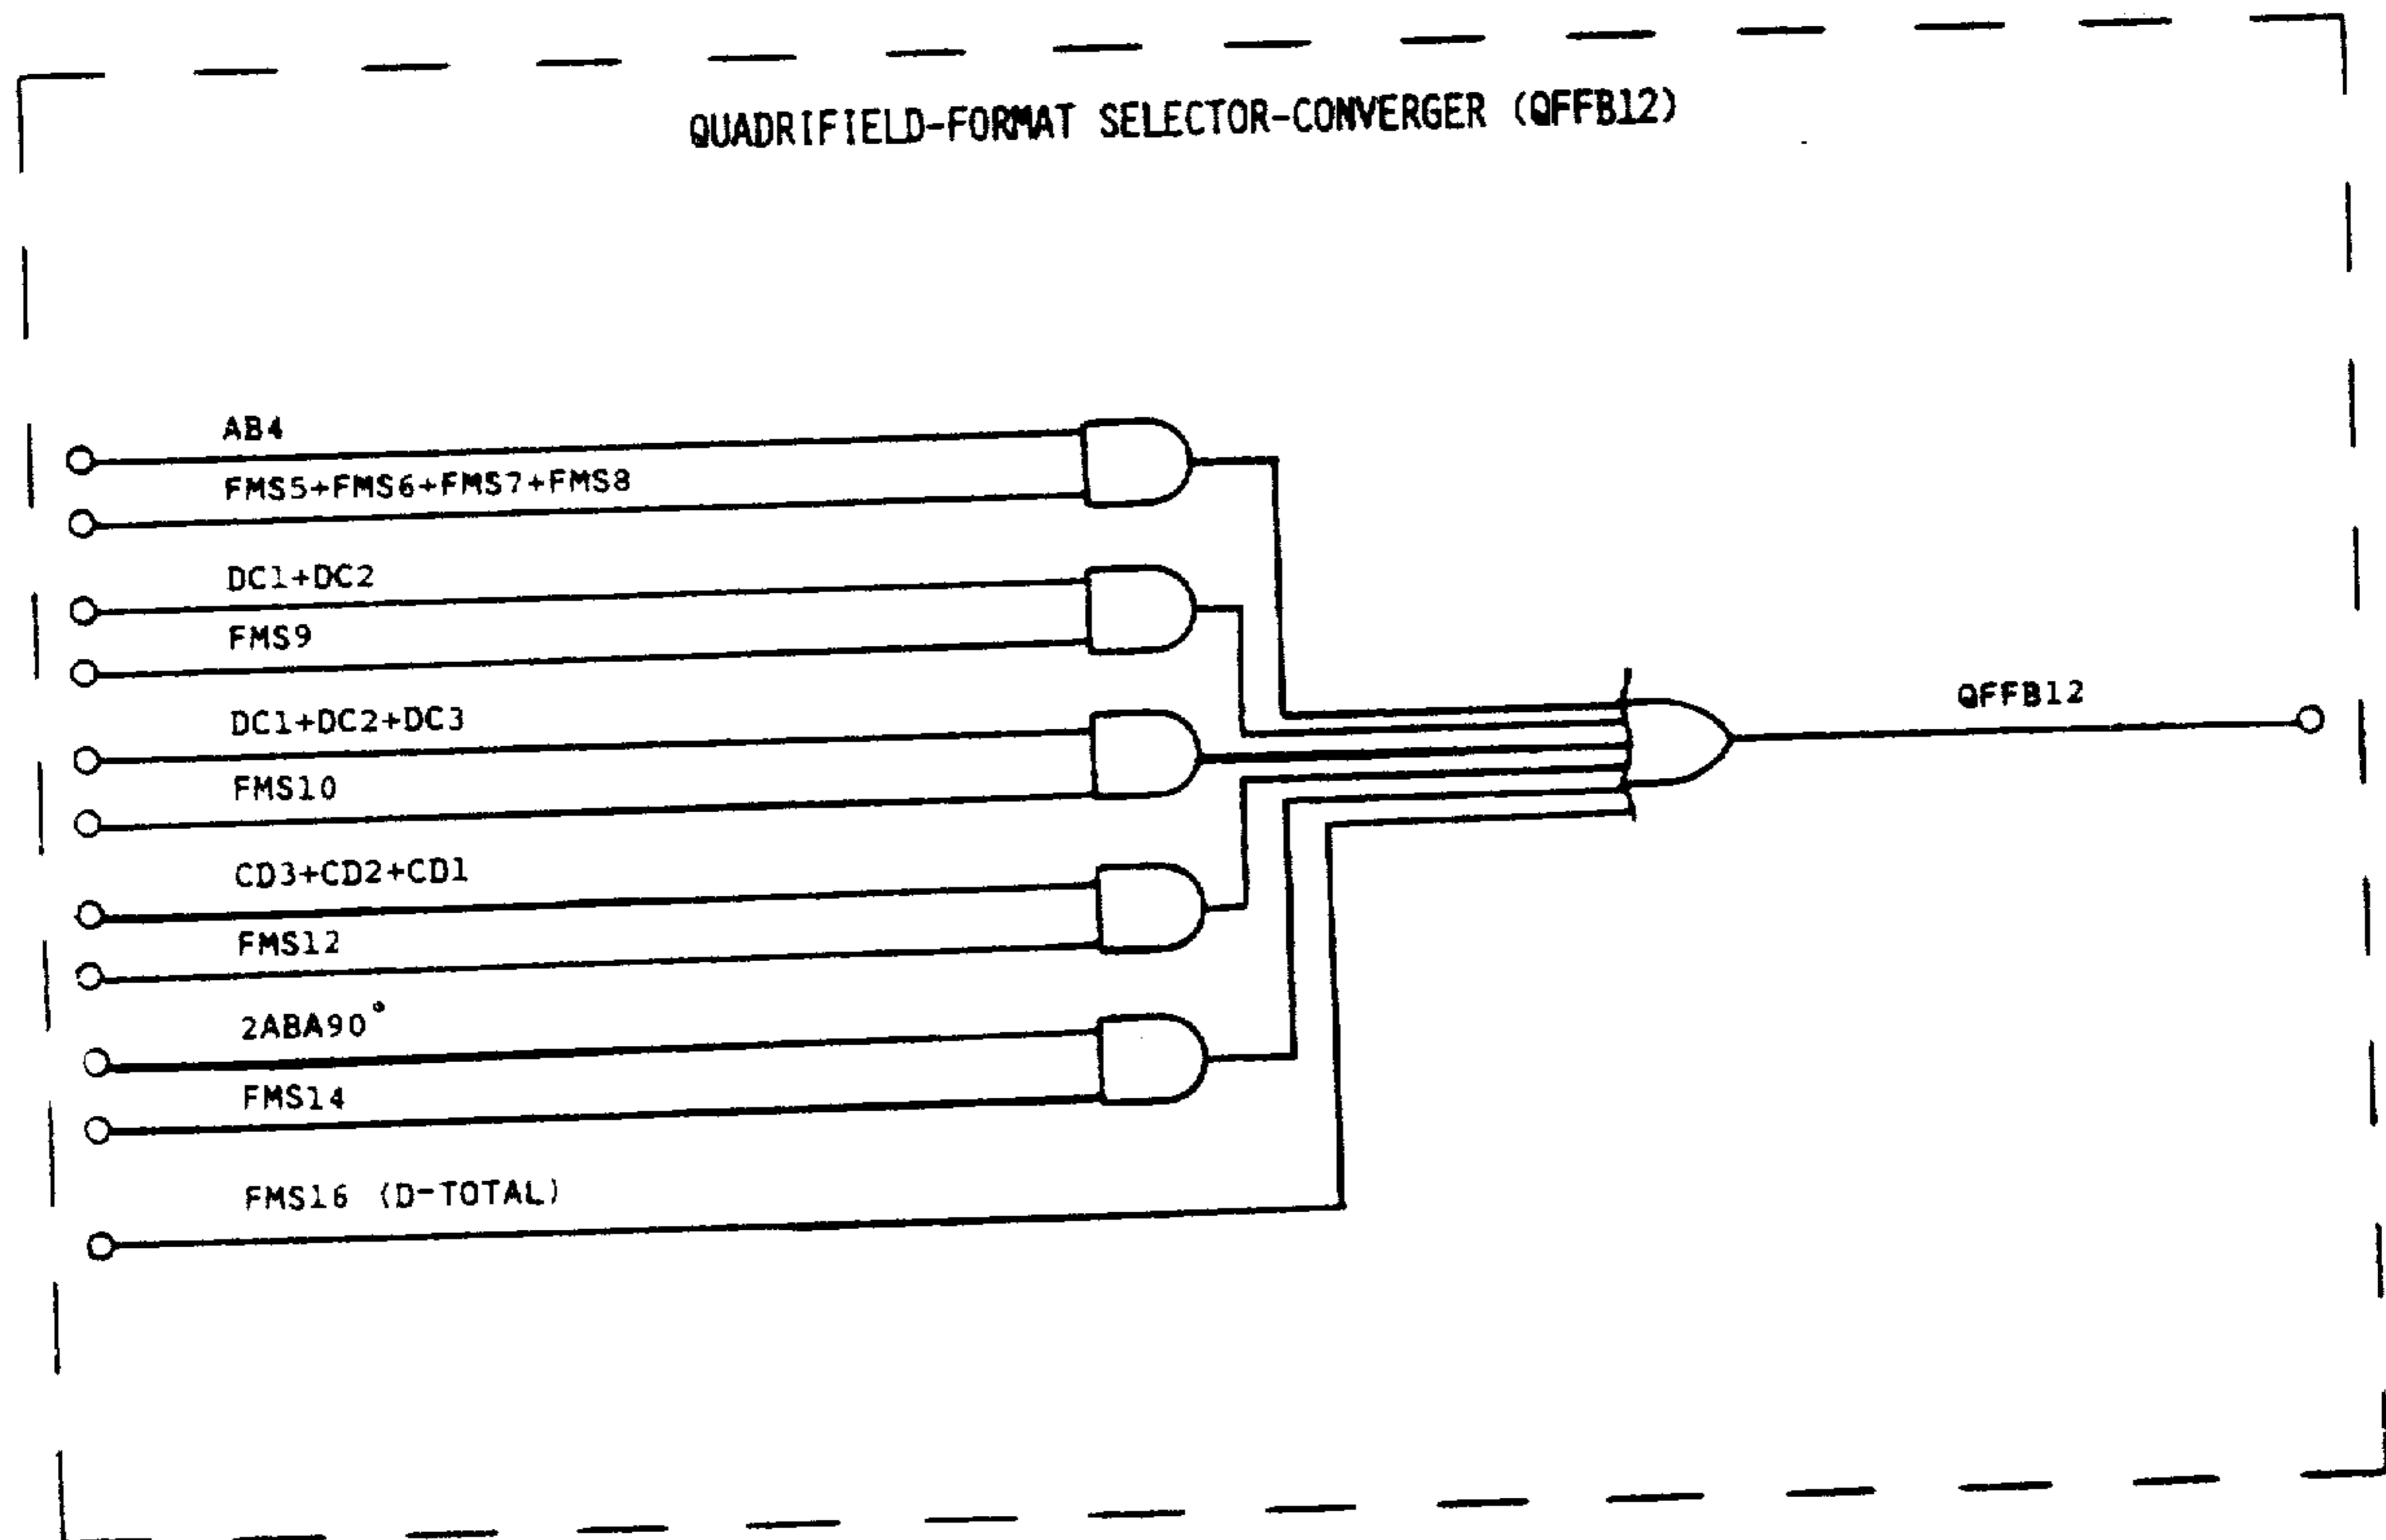 QUADRIFIELD-FORMAT SELECTOR-CONVERGER (QFFB12)
AB4
FMS5+FMS6+FMS7+FMS8
DC1+DC2
FMS9
DC1+DC2+DC3
FMS10
QFFB12
CD3+CD2+CD1
FMS12
2ABA90°
FMS14
FMS16 (D-TOTAL)